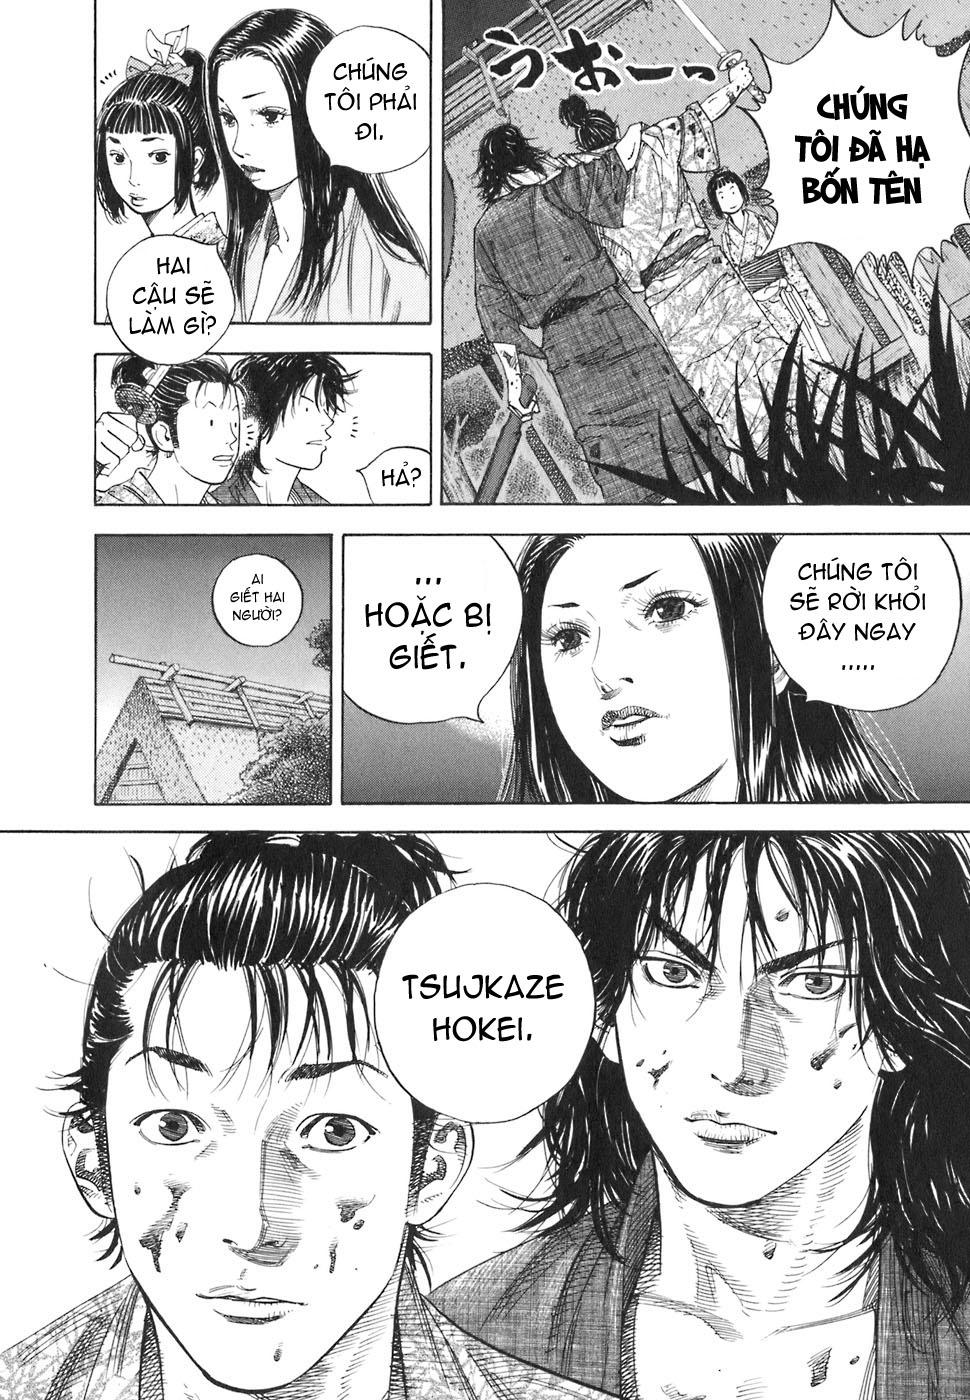 CHÚNG
TÔI ĐÃ HẠ
BỐN TÊN
うおーっ
CHÚNG
TÔI PHẢI
ĐI.
HAI
CẬU SẼ
LÀM GÌ?
HẢ?
CHÚNG TÔI
SẼ RỜI KHỎI
ĐÂY NGAY
.....
...
HOẶC BỊ
GIẾT.
AI
GIẾT HAI
NGƯỜI?
TSUJKAZE
HOKEI.